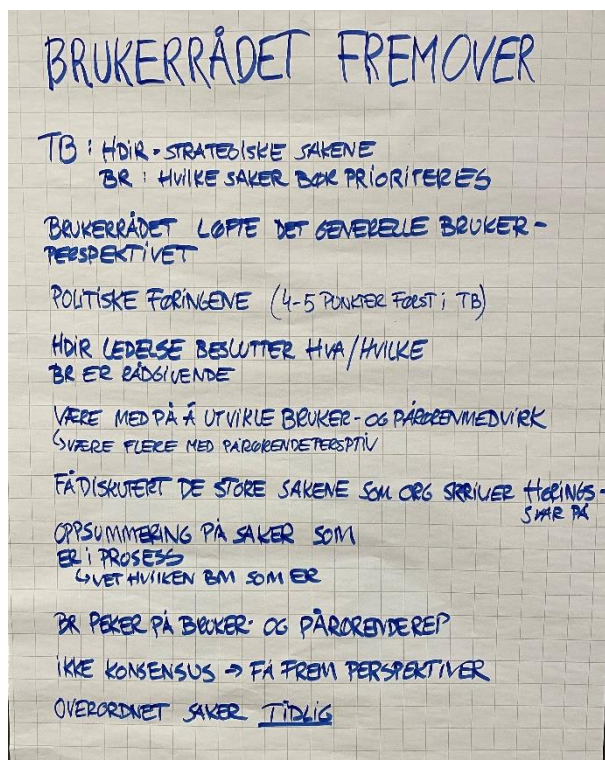 BRUKERRÅDET FREMOVER
TB: HDIR - STRATEGISKE SAKENE
BR: HVILKE SAKER BØR PRIORITERES
BRUKERRÅDET LØFTE DET GENERELLE BRUKER-
PERSPEKTIVET
POLITISKE FØRINGENE (4-5 PUNKTER FØRST i TB)
HDIR LEDELSE BESLUTTER HVA/HVILKE
BR ER RÅDGIVENDE
VÆRE MED PÅ Å UTVIKLE BRUKER- OG PÅRØRENMEDVIRK
↳ VÆRE FLERE MED PÅRØRENDEPERSPTIV
FÅ DISKUTERT DE STORE SAKENE SOM ORG SKRIVER HØRINGS-
SVAR PÅ
OPPSUMMERING PÅ SAKER SOM
ER i PROSESS
↳ VET HVILKEN BM SOM ER
BR PEKER PÅ BRUKER- OG PÅRØRENDEREP
IKKE KONSENSUS → FÅ FREM PERSPEKTIVER
OVERORDNET SAKER TIDLIG